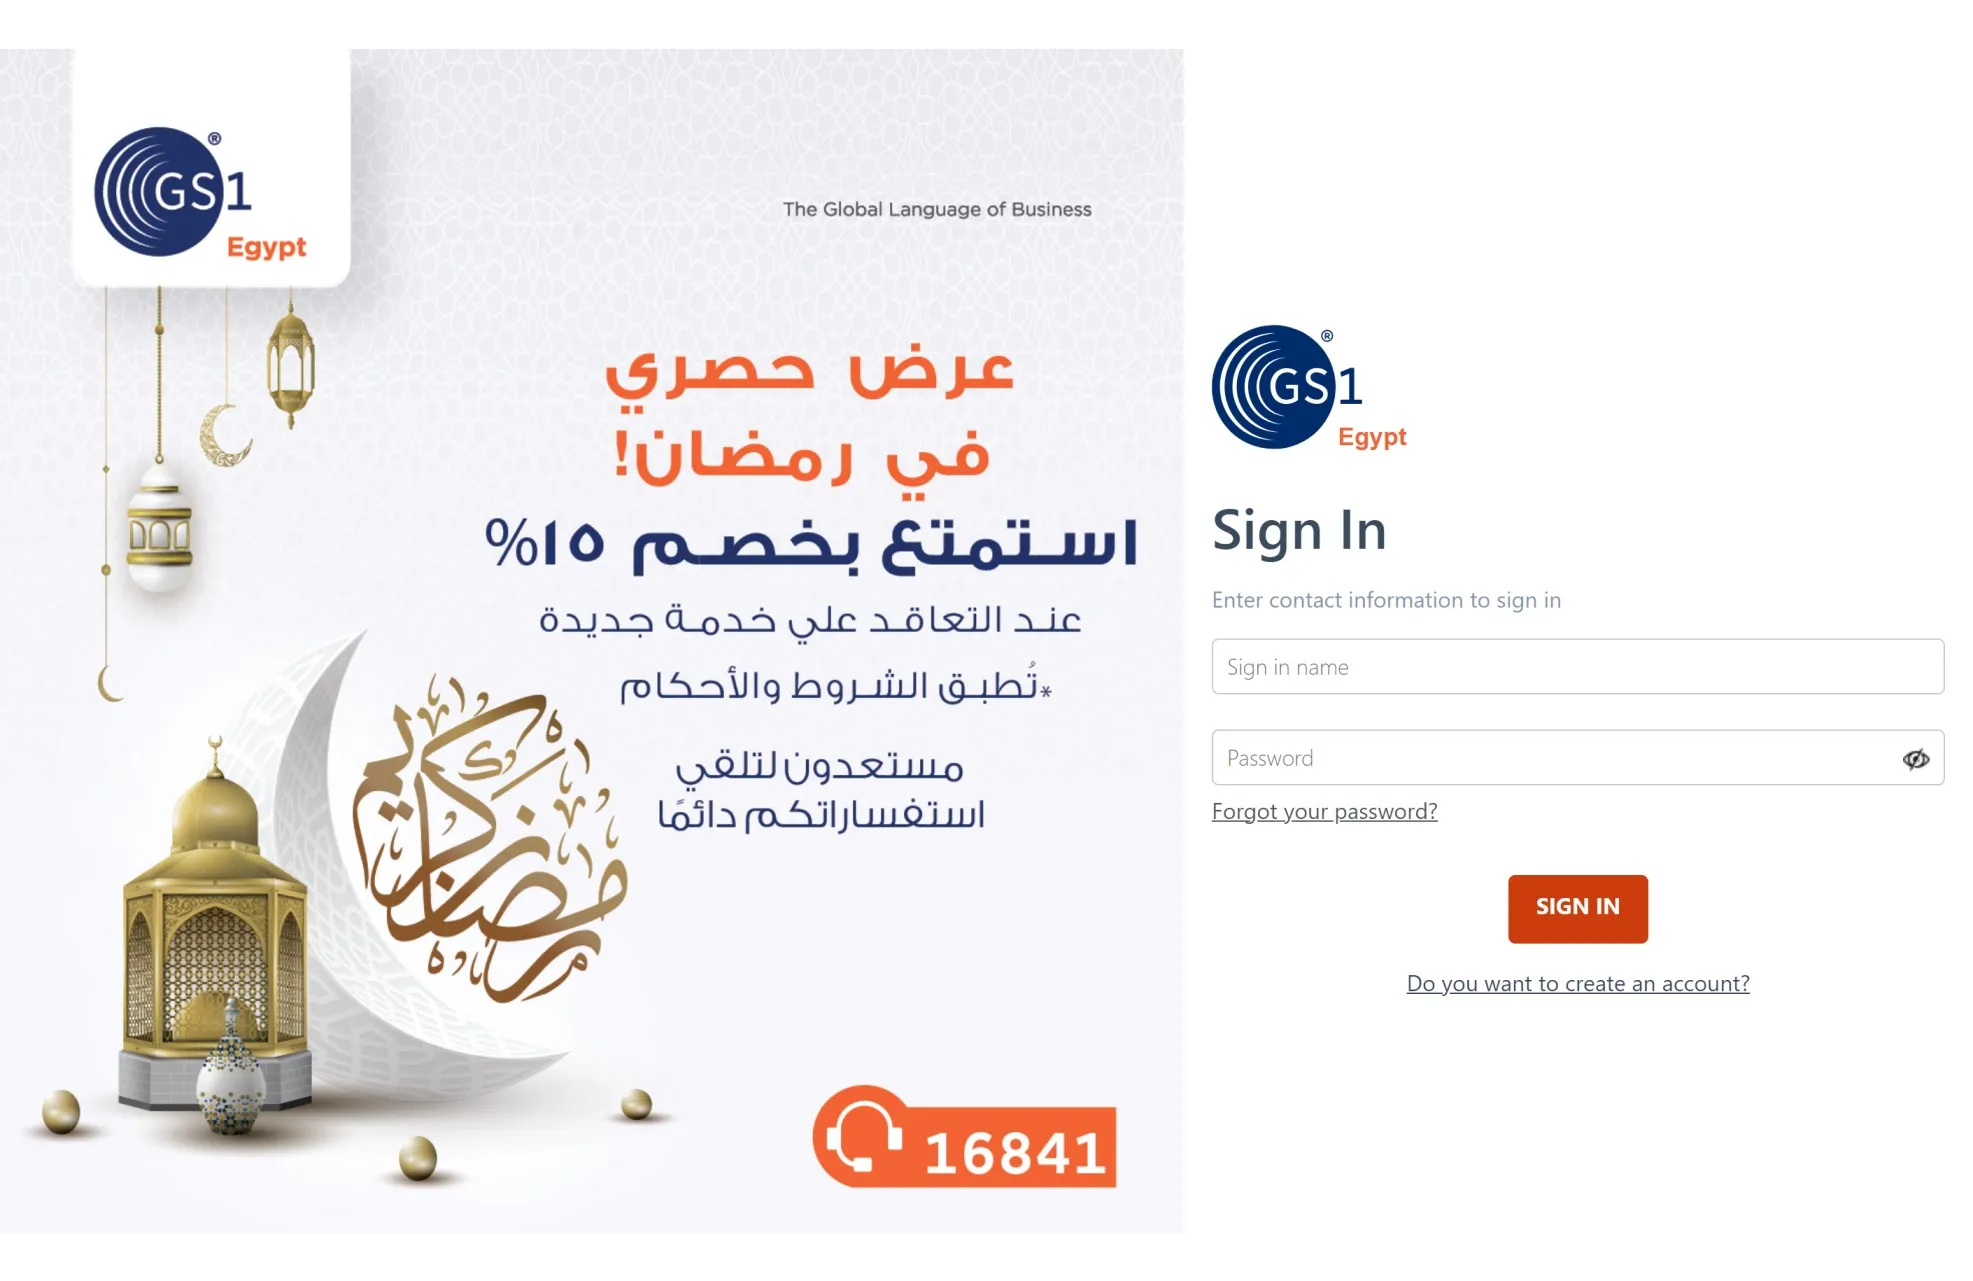 GS1
®
Egypt
The Global Language of Business
عرض حصري
في رمضان!
استمتع بخصم ١٥%
عند التعاقد علي خدمة جديدة
*تُطبق الشروط والأحكام
مستعدون لتلقي
استفساراتكم دائمًا
رمضان كريم
16841
GS1
®
Egypt
Sign In
Enter contact information to sign in
Sign in name
Password
Forgot your password?
SIGN IN
Do you want to create an account?